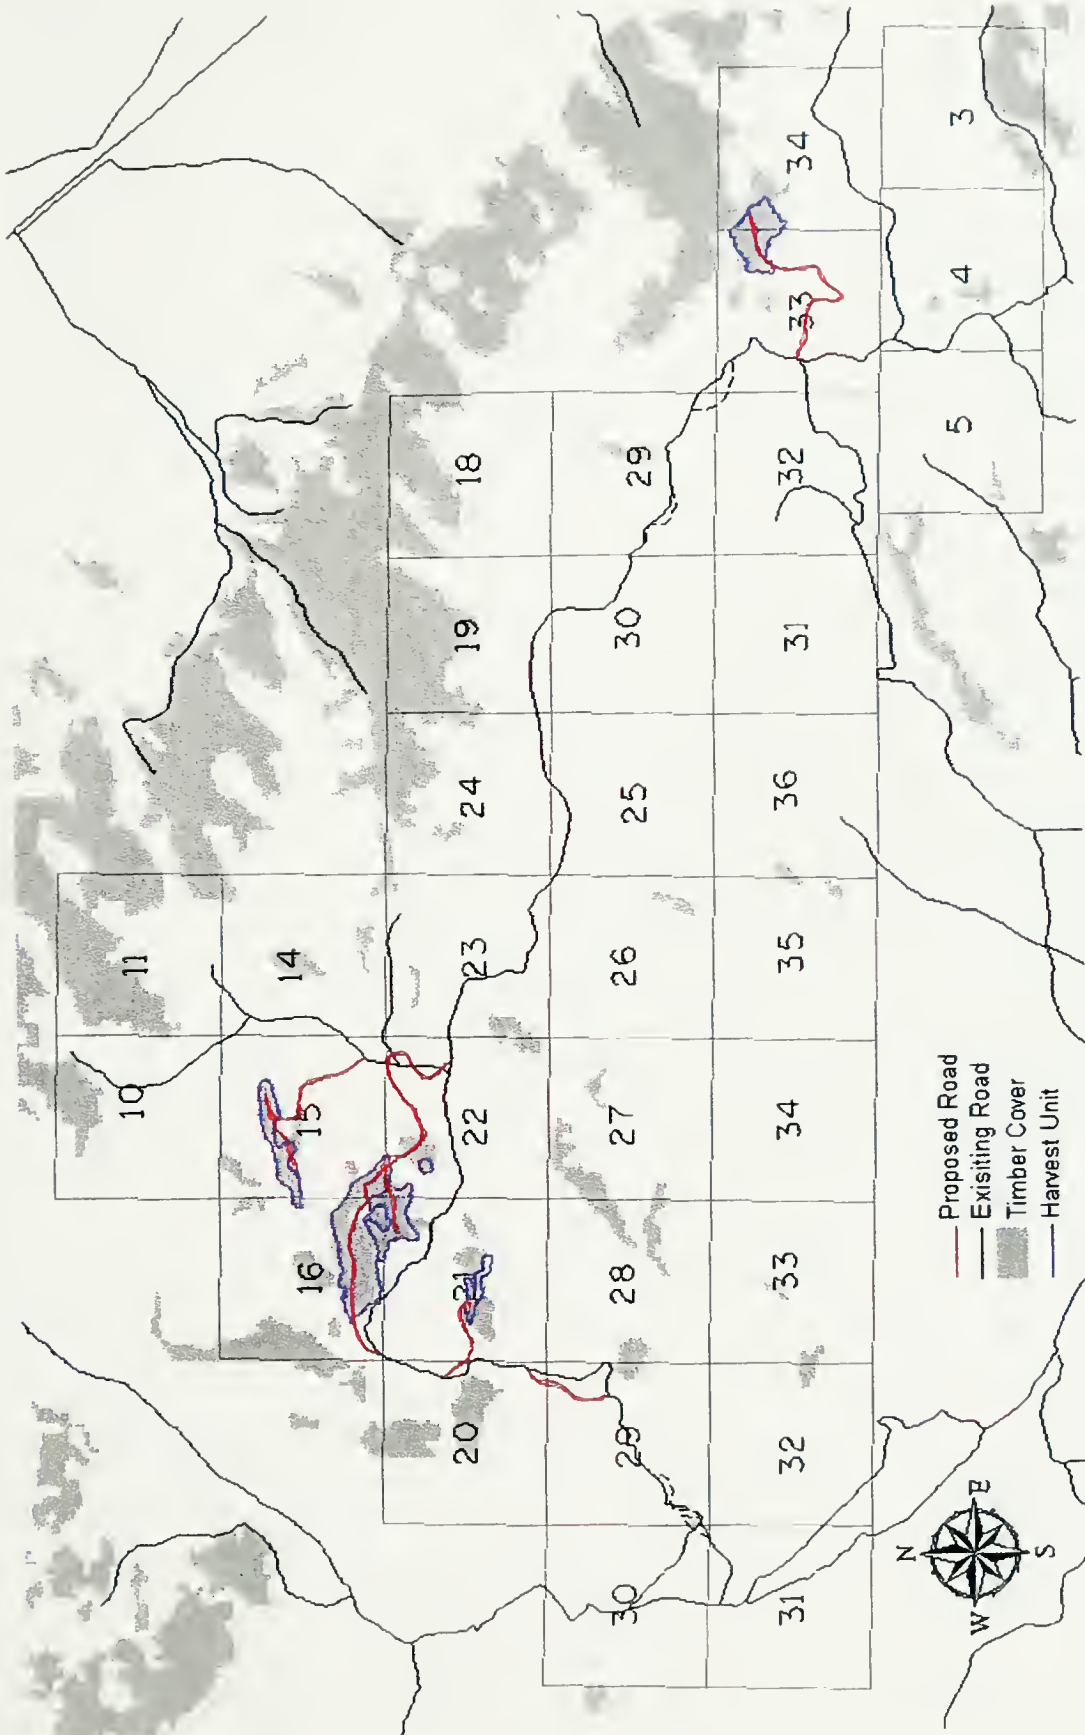 10 11
16 15 14
20 21 22 23 24 19 18
30 29 28 27 26 25 30 29
31 32 33 34 35 36 31 32 33 34
5 4 3
N
W E
S
Proposed Road
Exisiting Road
Timber Cover
Harvest Unit